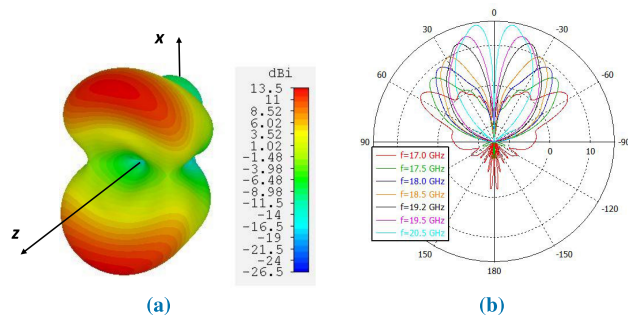 x
z
dBi
13.5
11
8.52
6.02
3.52
-1.48
-3.98
-6.48
-8.98
-11.5
-14
-16.5
-19
-21.5
-24
-26.5
(a)
0
30
-30
60
-60
90
-90
0
10
f=17.0 GHz
f=17.5 GHz
f=18.0 GHz
f=18.5 GHz
f=19.2 GHz
f=19.5 GHz
f=20.5 GHz
120
-120
150
-150
180
(b)